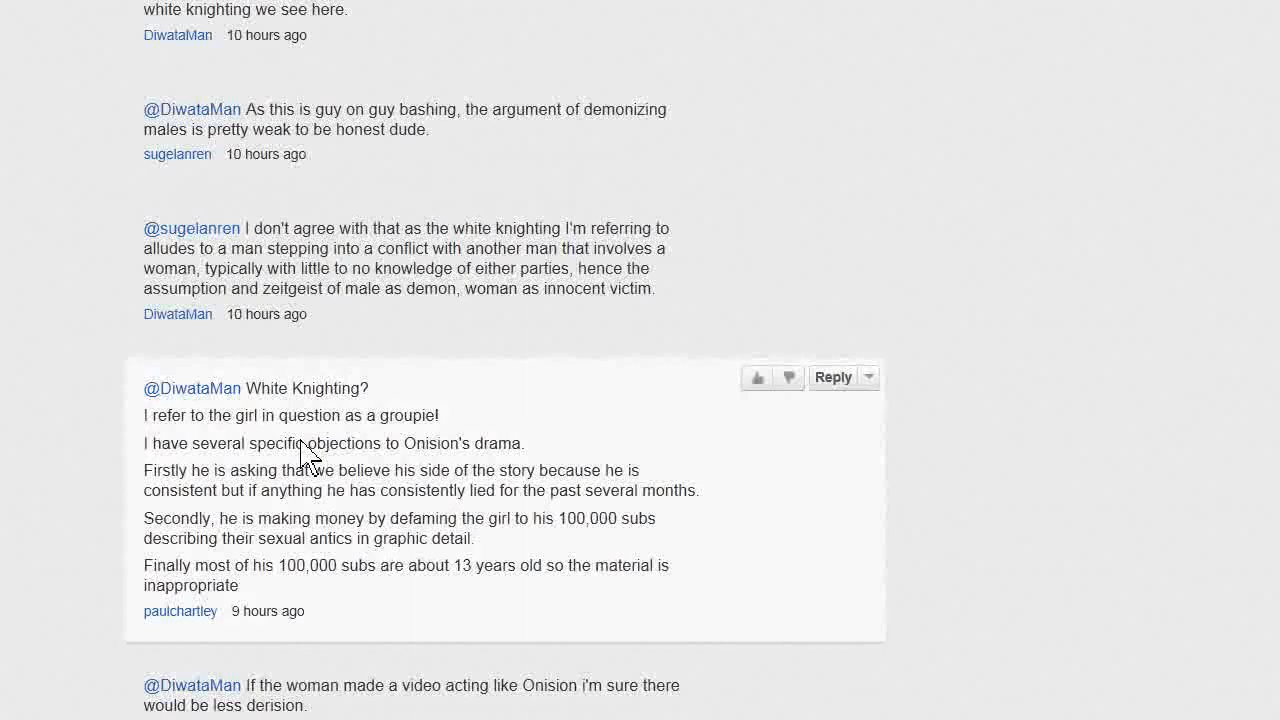 white knighting we see here.
DiwataMan 10 hours ago
@DiwataMan As this is guy on guy bashing, the argument of demonizing
males is pretty weak to be honest dude.
sugelanren 10 hours ago
@sugelanren I don't agree with that as the white knighting I'm referring to
alludes to a man stepping into a conflict with another man that involves a
woman, typically with little to no knowledge of either parties, hence the
assumption and zeitgeist of male as demon, woman as innocent victim.
DiwataMan 10 hours ago
Reply
@DiwataMan White Knighting?
I refer to the girl in question as a groupie!
I have several specific objections to Onision's drama.
Firstly he is asking that we believe his side of the story because he is
consistent but if anything he has consistently lied for the past several months.
Secondly, he is making money by defaming the girl to his 100,000 subs
describing their sexual antics in graphic detail.
Finally most of his 100,000 subs are about 13 years old so the material is
inappropriate
paulchartley 9 hours ago
@DiwataMan If the woman made a video acting like Onision i'm sure there
would be less derision.